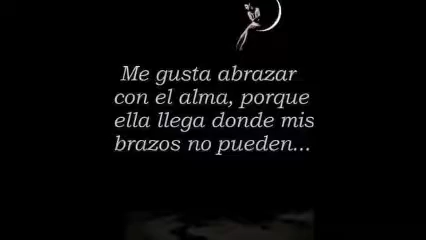 Me gusta abrazar
con el alma, porque
ella llega donde mis
brazos no pueden...